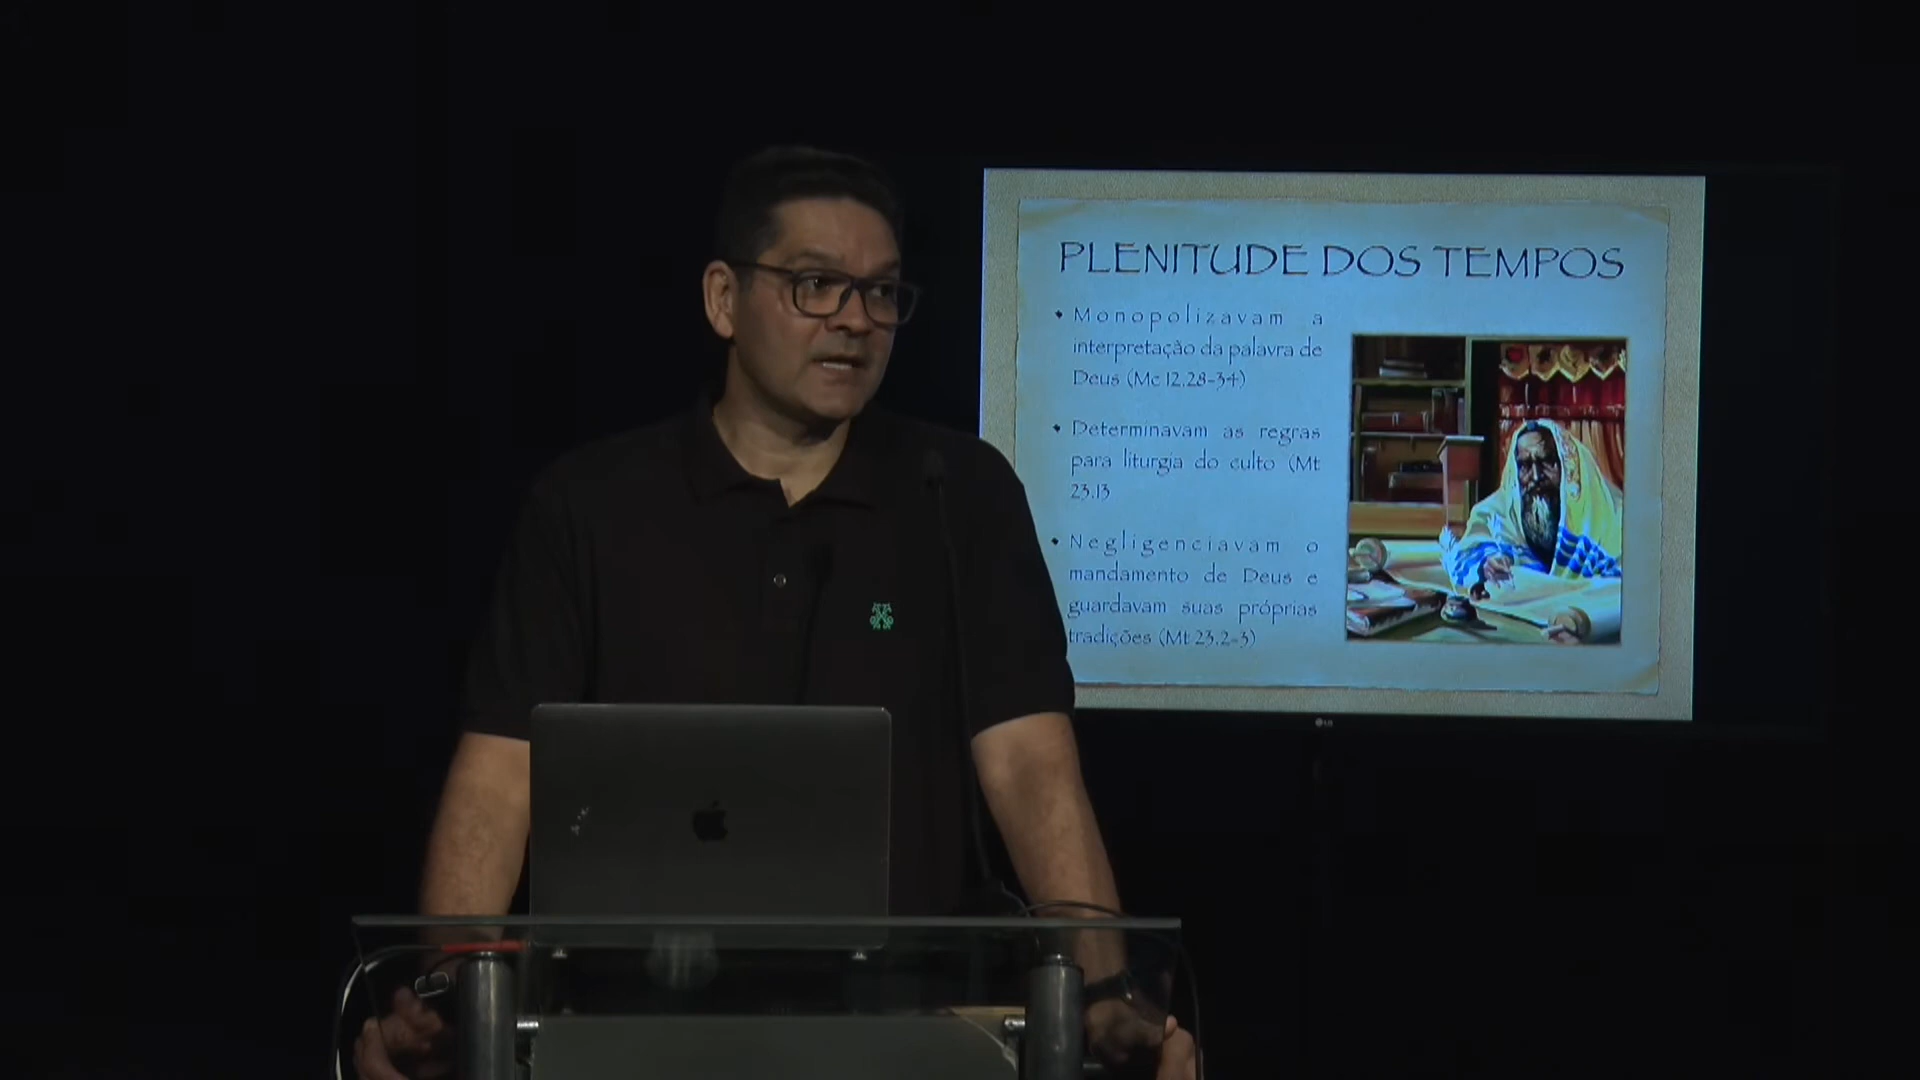 PLENITUDE DOS TEMPOS
• Monopolizavam a
interpretação da palavra de
Deus (Mc 12.28-34)
• Determinavam as regras
para liturgia do culto (Mt
23.13
• Negligenciavam o
mandamento de Deus e
guardavam suas próprias
tradições (Mt 23.2-3)
LG